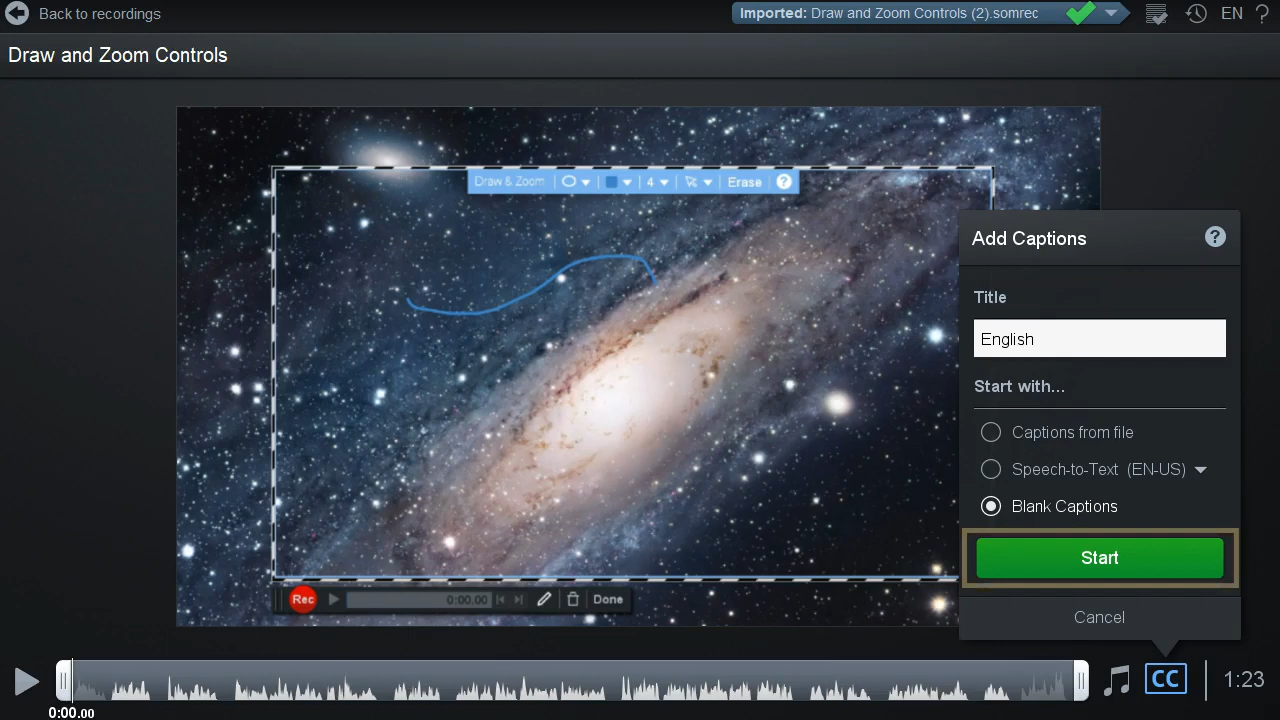 Back to recordings
Imported: Draw and Zoom Controls (2).somrec
EN ?
Draw and Zoom Controls
Draw & Zoom
4
Erase ?
Add Captions ?
Title
English
Start with...
Captions from file
Speech-to-Text (EN-US)
Blank Captions
Start
Cancel
Rec
0:00.00
Done
CC
1:23
0:00.00